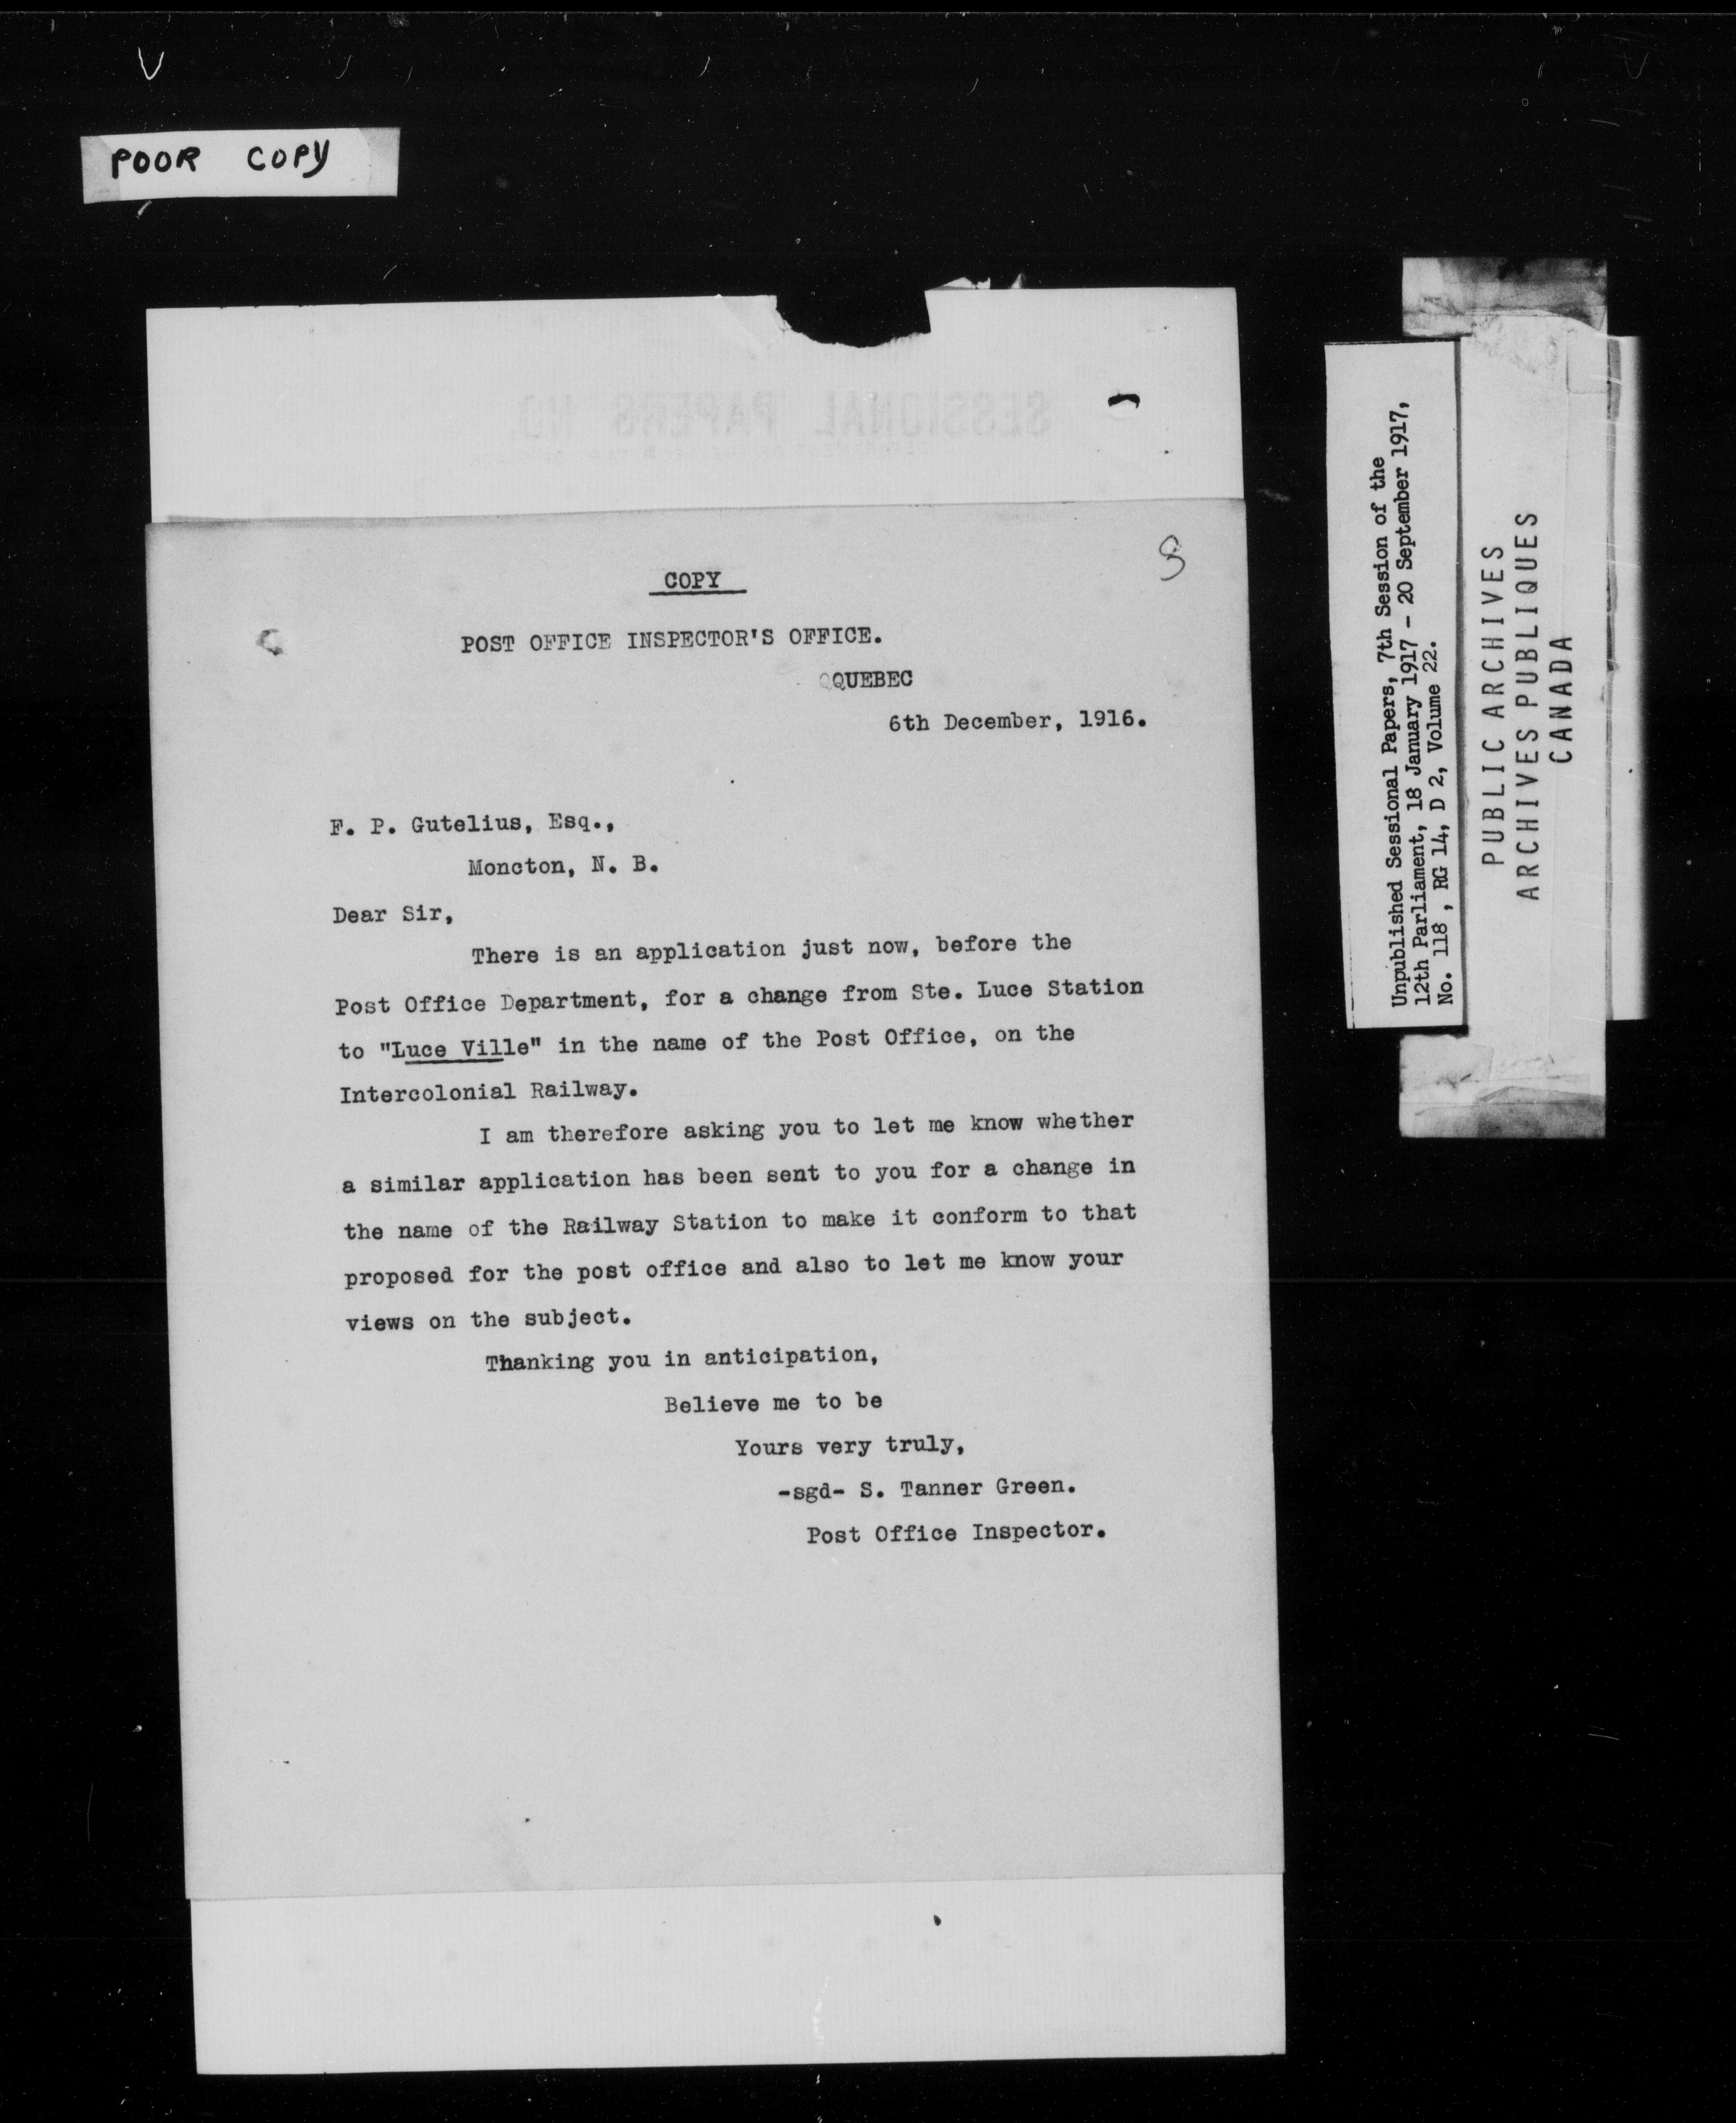 POOR COPY
SESSIONAL PAPERS NO.
8
COPY
POST OFFICE INSPECTOR'S OFFICE.
QQUEBEC
6th December, 1916.
F. P. Gutelius, Esq.,
Moncton, N. B.
Dear Sir,
There is an application just now, before the
Post Office Department, for a change from Ste. Luce Station
to "Luce Ville" in the name of the Post Office, on the
Intercolonial Railway.
I am therefore asking you to let me know whether
a similar application has been sent to you for a change in
the name of the Railway Station to make it conform to that
proposed for the post office and also to let me know your
views on the subject.
Thanking you in anticipation,
Believe me to be
Yours very truly,
-sgd- S. Tanner Green.
Post Office Inspector.
Unpublished Sessional Papers, 7th Session of the
12th Parliament, 18 January 1917 - 20 September 1917,
No. 118 , RG 14, D 2, Volume 22.
PUBLIC ARCHIVES
ARCHIVES PUBLIQUES
CANADA